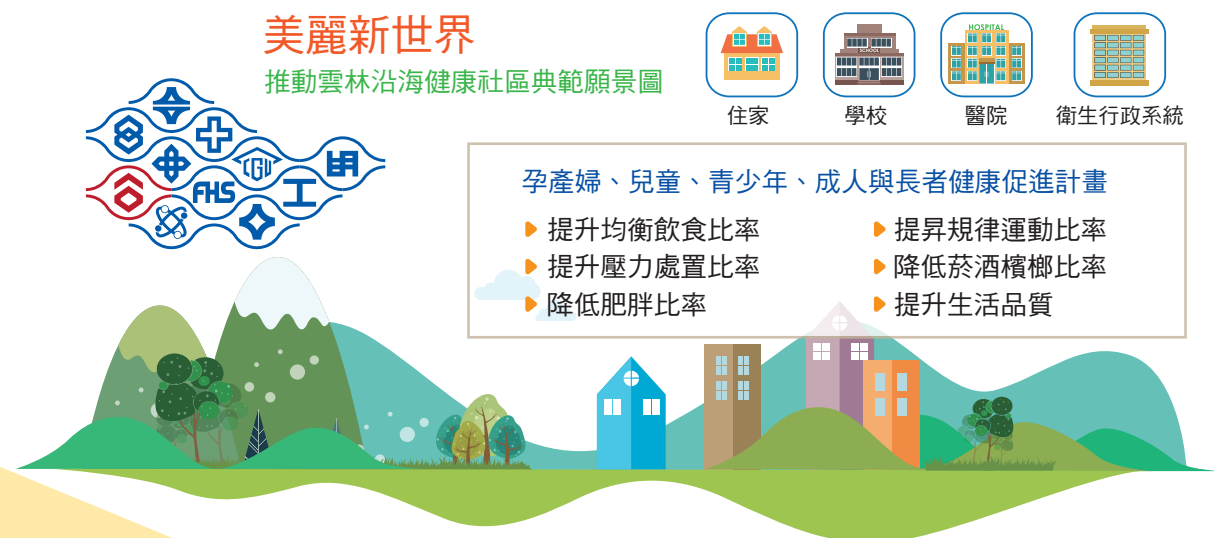 美麗新世界
推動雲林沿海健康社區典範願景圖
SCHOOL
HOSPITAL
住家
學校
醫院
衛生行政系統
CGU
FHS
孕產婦、兒童、青少年、成人與長者健康促進計畫
提升均衡飲食比率
提升壓力處置比率
降低肥胖比率
提昇規律運動比率
降低菸酒檳榔比率
提升生活品質